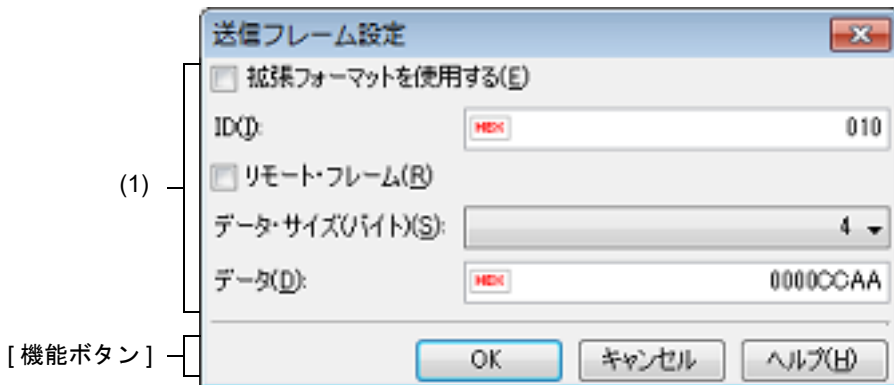 送信フレーム設定
拡張フォーマットを使用する(E)
ID(I): HEX 010
(1)
リモート・フレーム(R)
データ・サイズ(バイト)(S): 4
データ(D): HEX 0000CCAA
[ 機能ボタン ]
OK キャンセル ヘルプ(H)